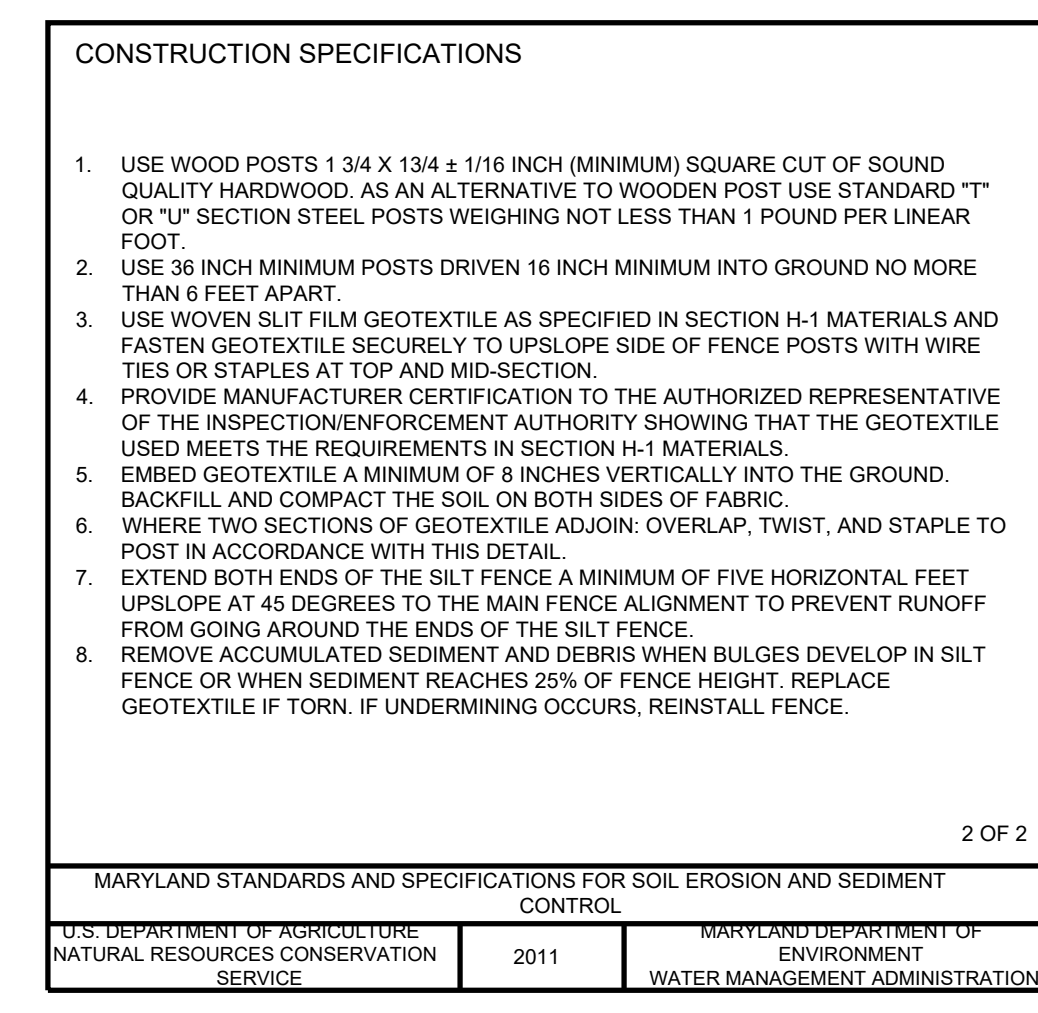 CONSTRUCTION SPECIFICATIONS
1. USE WOOD POSTS 1 3/4 X 13/4 ± 1/16 INCH (MINIMUM) SQUARE CUT OF SOUND
QUALITY HARDWOOD. AS AN ALTERNATIVE TO WOODEN POST USE STANDARD "T"
OR "U" SECTION STEEL POSTS WEIGHING NOT LESS THAN 1 POUND PER LINEAR
FOOT.
2. USE 36 INCH MINIMUM POSTS DRIVEN 16 INCH MINIMUM INTO GROUND NO MORE
THAN 6 FEET APART.
3. USE WOVEN SLIT FILM GEOTEXTILE AS SPECIFIED IN SECTION H-1 MATERIALS AND
FASTEN GEOTEXTILE SECURELY TO UPSLOPE SIDE OF FENCE POSTS WITH WIRE
TIES OR STAPLES AT TOP AND MID-SECTION.
4. PROVIDE MANUFACTURER CERTIFICATION TO THE AUTHORIZED REPRESENTATIVE
OF THE INSPECTION/ENFORCEMENT AUTHORITY SHOWING THAT THE GEOTEXTILE
USED MEETS THE REQUIREMENTS IN SECTION H-1 MATERIALS.
5. EMBED GEOTEXTILE A MINIMUM OF 8 INCHES VERTICALLY INTO THE GROUND.
BACKFILL AND COMPACT THE SOIL ON BOTH SIDES OF FABRIC.
6. WHERE TWO SECTIONS OF GEOTEXTILE ADJOIN: OVERLAP, TWIST, AND STAPLE TO
POST IN ACCORDANCE WITH THIS DETAIL.
7. EXTEND BOTH ENDS OF THE SILT FENCE A MINIMUM OF FIVE HORIZONTAL FEET
UPSLOPE AT 45 DEGREES TO THE MAIN FENCE ALIGNMENT TO PREVENT RUNOFF
FROM GOING AROUND THE ENDS OF THE SILT FENCE.
8. REMOVE ACCUMULATED SEDIMENT AND DEBRIS WHEN BULGES DEVELOP IN SILT
FENCE OR WHEN SEDIMENT REACHES 25% OF FENCE HEIGHT. REPLACE
GEOTEXTILE IF TORN. IF UNDERMINING OCCURS, REINSTALL FENCE.
2 OF 2
MARYLAND STANDARDS AND SPECIFICATIONS FOR SOIL EROSION AND SEDIMENT
CONTROL
U.S. DEPARTMENT OF AGRICULTURE
NATURAL RESOURCES CONSERVATION
SERVICE
2011
MARYLAND DEPARTMENT OF
ENVIRONMENT
WATER MANAGEMENT ADMINISTRATION